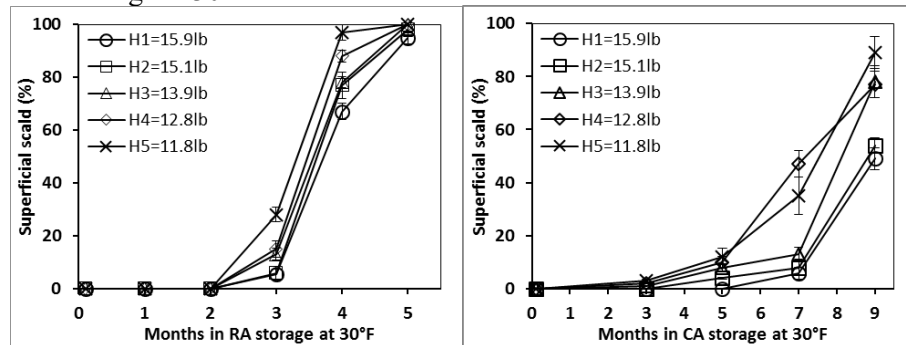 100
80
60
40
20
0
Superficial scald (%)
H1=15.9lb
H2=15.1lb
H3=13.9lb
H4=12.8lb
H5=11.8lb
0 1 2 3 4 5
Months in RA storage at 30°F
100
80
60
40
20
0
Superficial scald (%)
H1=15.9lb
H2=15.1lb
H3=13.9lb
H4=12.8lb
H5=11.8lb
0 1 2 3 4 5 6 7 8 9
Months in CA storage at 30°F